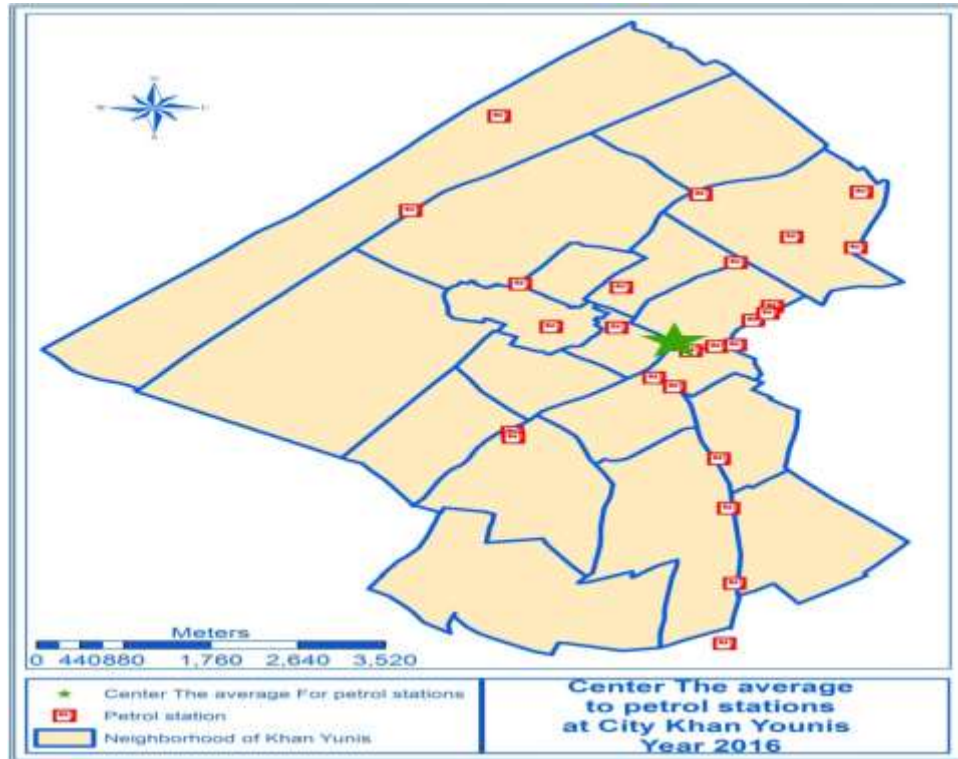 Meters
0 440880 1,760 2,640 3,520
Center The average For petrol stations
Petrol station
Neighborhood of Khan Yunis
Center The average
to petrol stations
at City Khan Younis
Year 2016